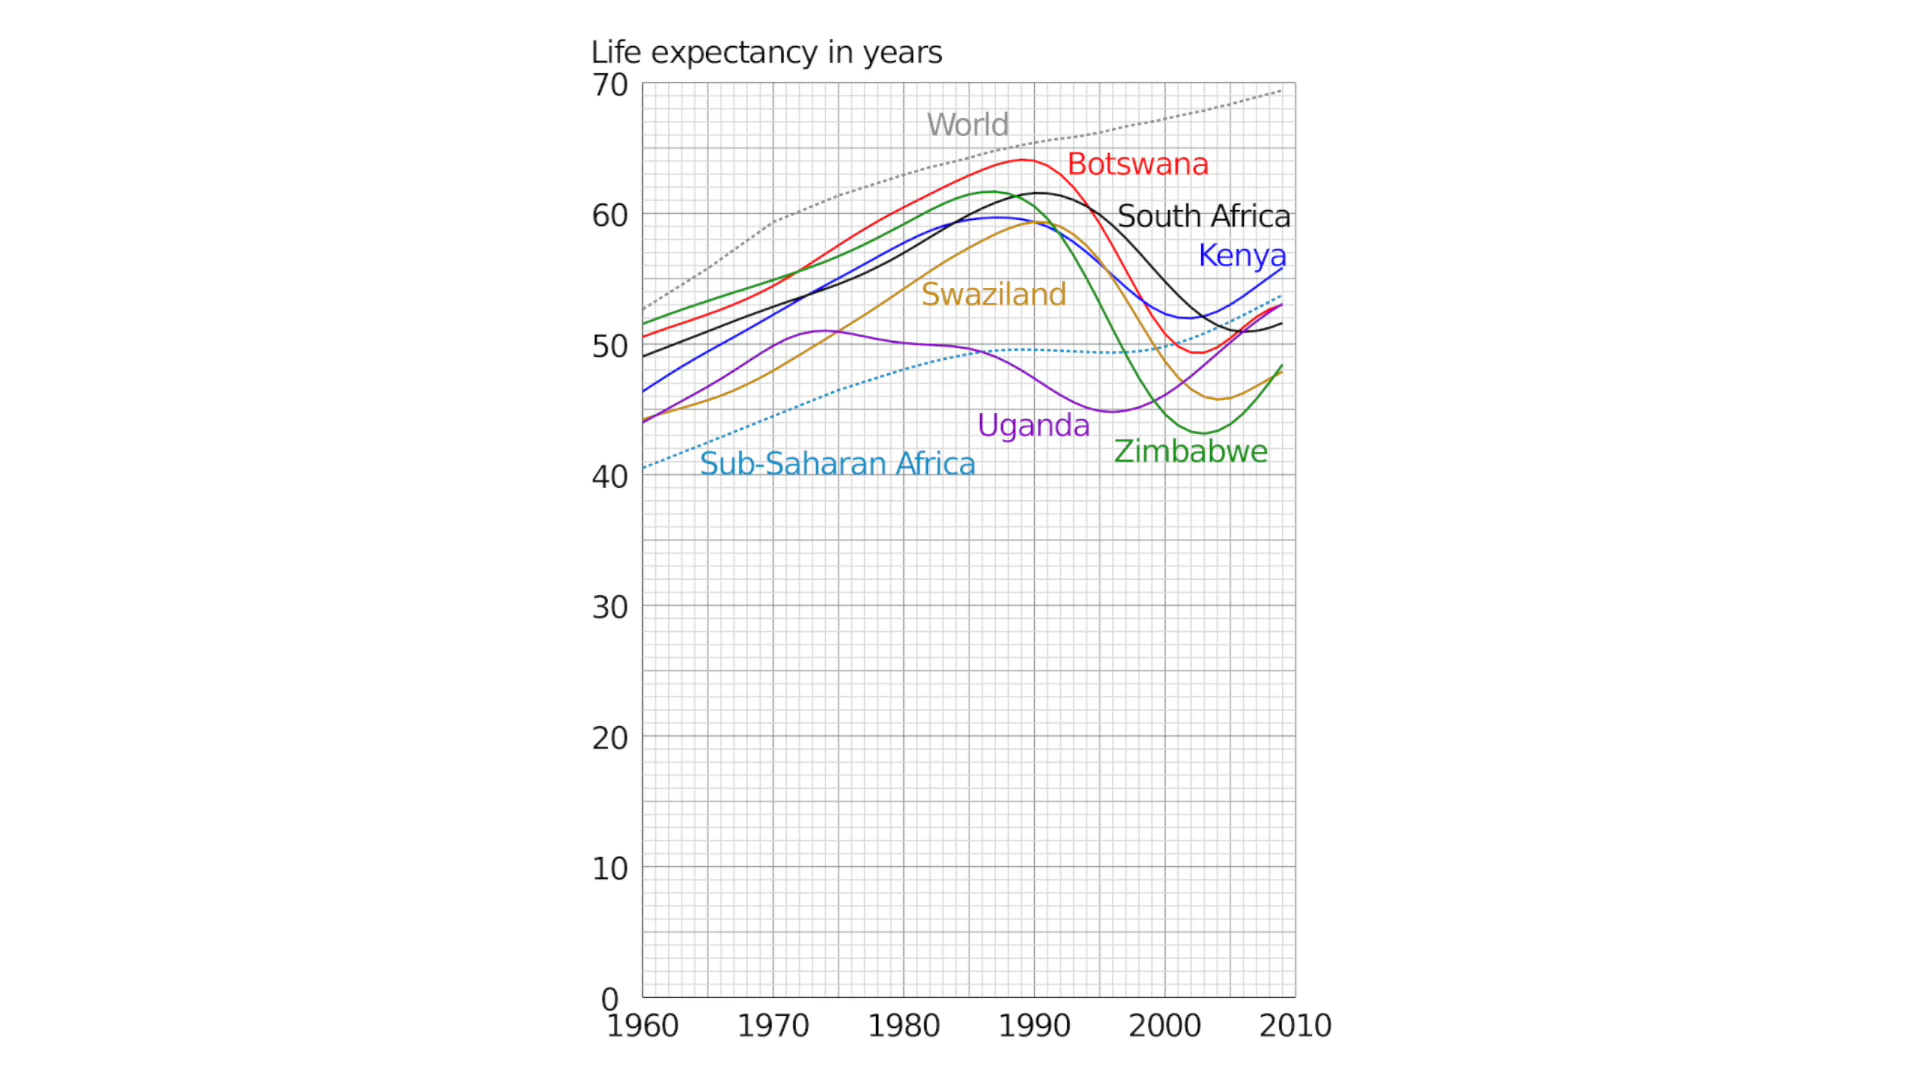 Life expectancy in years
70
World
Botswana
60
South Africa
Kenya
Swaziland
50
Uganda
Zimbabwe
Sub-Saharan Africa
40
30
20
10
0
1960 1970 1980 1990 2000 2010